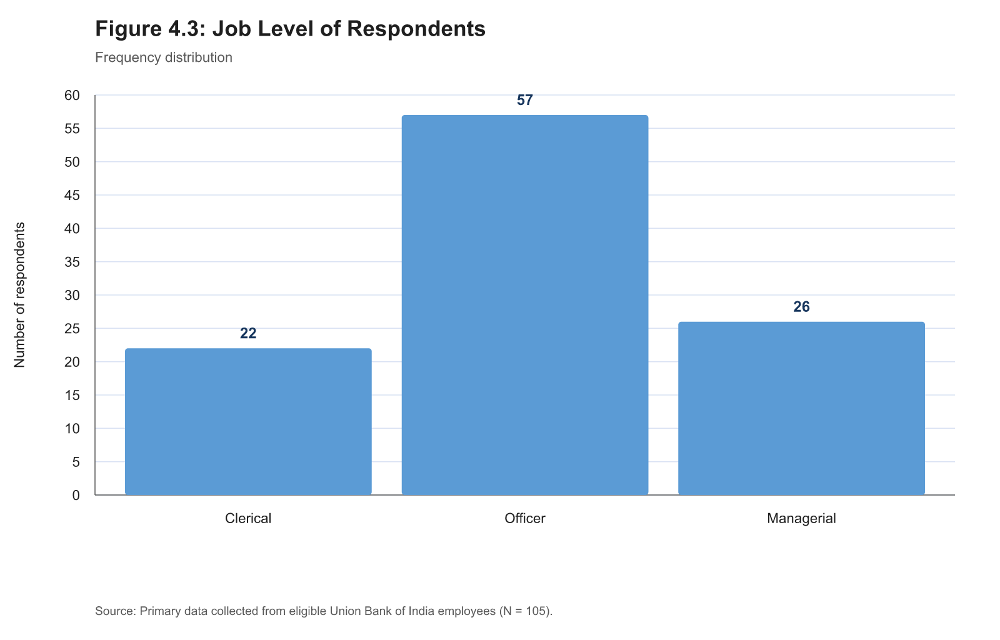 Figure 4.3: Job Level of Respondents
Frequency distribution
Number of respondents
60
55
50
45
40
35
30
25
20
15
10
5
0
22
57
26
Clerical
Officer
Managerial
Source: Primary data collected from eligible Union Bank of India employees (N = 105).